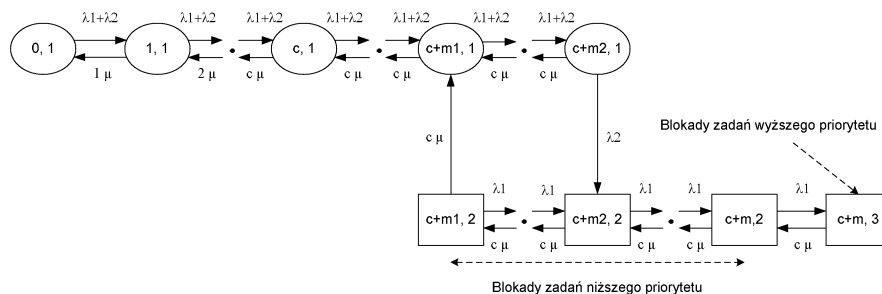 λ1+λ2 λ1+λ2 λ1+λ2 λ1+λ2 λ1+λ2 λ1+λ2 λ1+λ2
0, 1 1, 1 c, 1 c+m1, 1 c+m2, 1
1 μ 2 μ c μ c μ c μ c μ c μ
Blokady zadań wyższego priorytetu
c μ λ2
λ1 λ1 λ1 λ1 λ1
c+m1, 2 c+m2, 2 c+m,2 c+m, 3
c μ c μ c μ c μ c μ
Blokady zadań niższego priorytetu